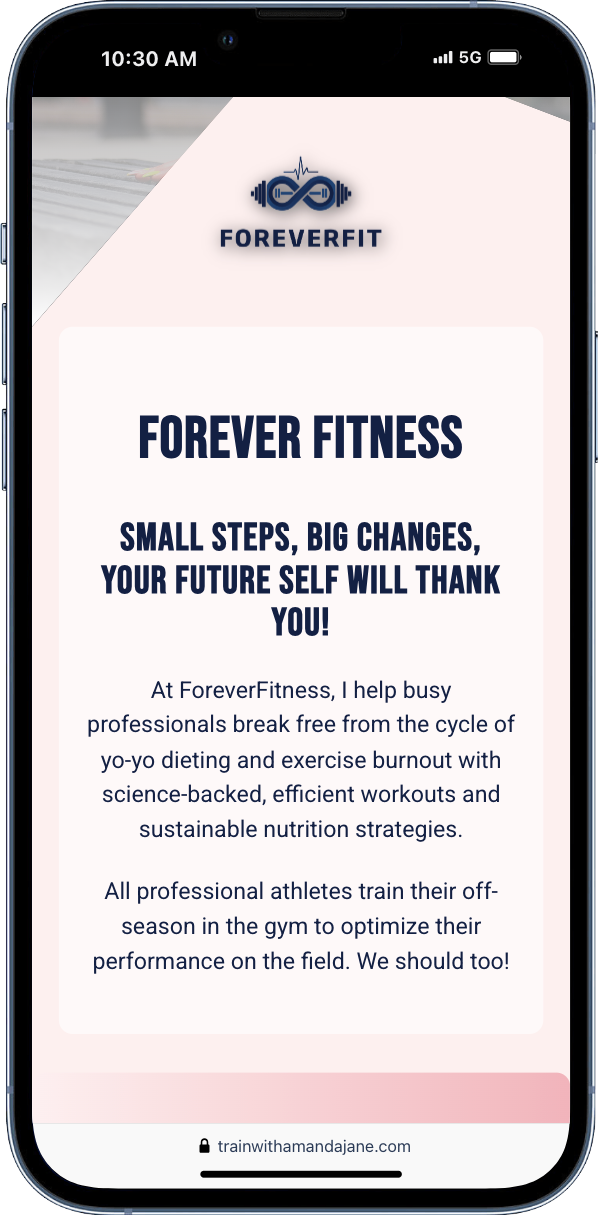 10:30 AM
5G
FOREVERFIT
FOREVER FITNESS
SMALL STEPS, BIG CHANGES,
YOUR FUTURE SELF WILL THANK
YOU!
At ForeverFitness, I help busy
professionals break free from the cycle of
yo-yo dieting and exercise burnout with
science-backed, efficient workouts and
sustainable nutrition strategies.
All professional athletes train their off-
season in the gym to optimize their
performance on the field. We should too!
trainwithamandajane.com